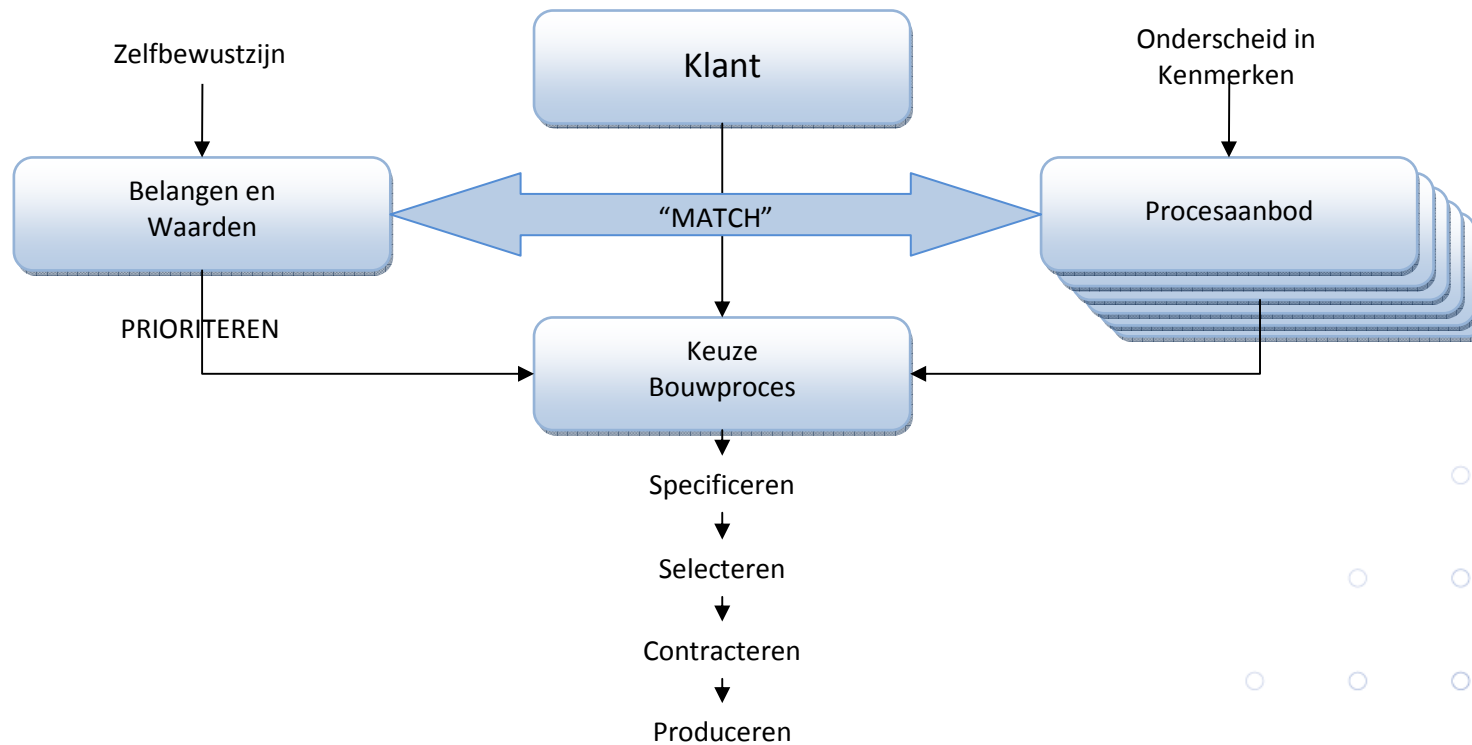 Zelfbewustzijn
Klant
Onderscheid in
Kenmerken
Belangen en
Waarden
“MATCH”
Procesaanbod
PRIORITEREN
Keuze
Bouwproces
Specificeren
Selecteren
Contracteren
Produceren